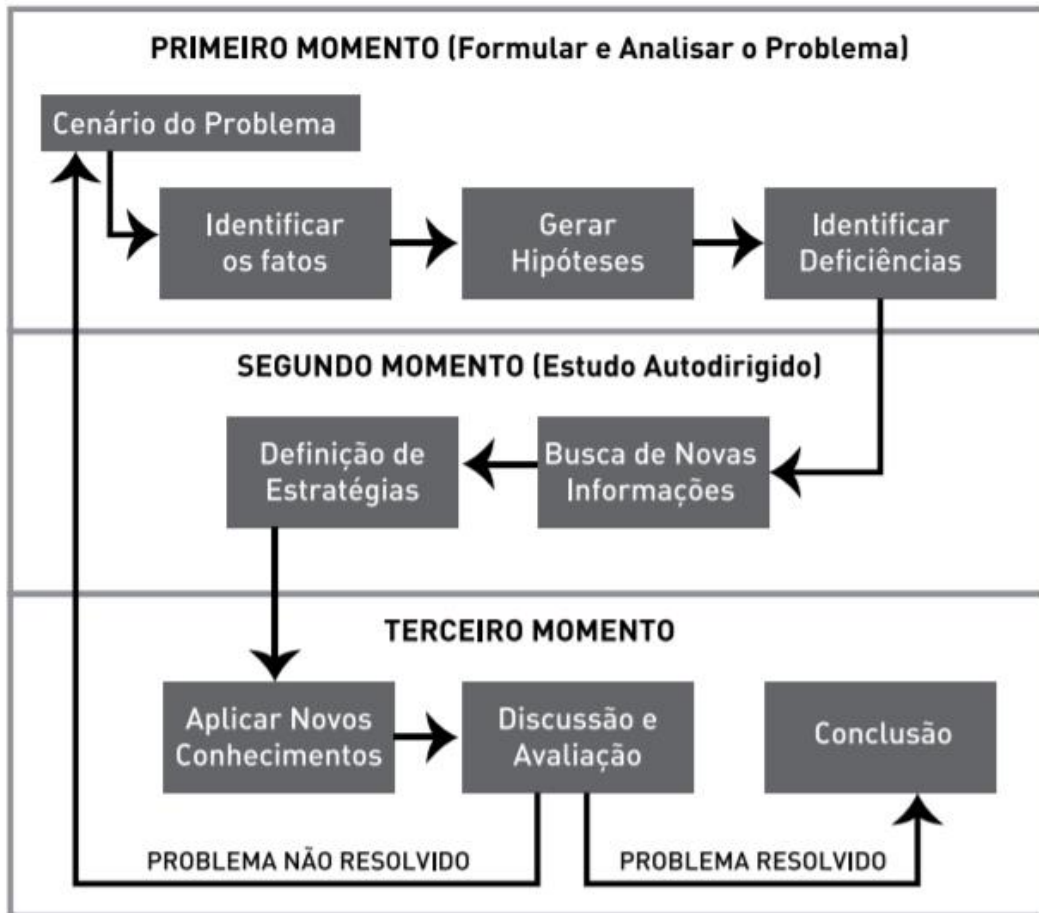 PRIMEIRO MOMENTO (Formular e Analisar o Problema)
Cenário do Problema
Identificar
os fatos
Gerar
Hipóteses
Identificar
Deficiências
SEGUNDO MOMENTO (Estudo Autodirigido)
Definição de
Estratégias
Busca de Novas
Informações
TERCEIRO MOMENTO
Aplicar Novos
Conhecimentos
Discussão e
Avaliação
Conclusão
PROBLEMA NÃO RESOLVIDO
PROBLEMA RESOLVIDO